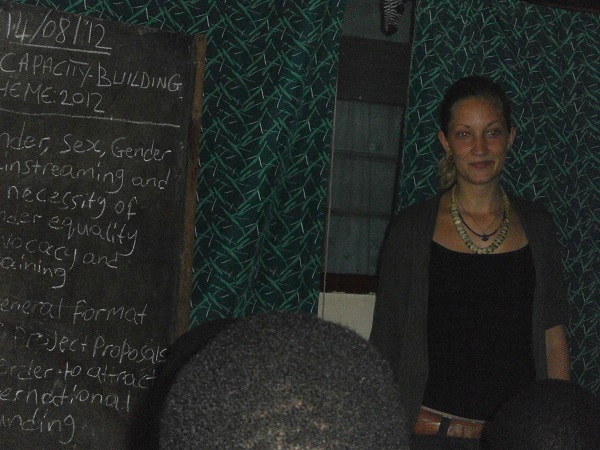 14/08/'12
CAPACITY-BUILDING
HEME.2012
nder, Sex, Gender
instreaming and
necessity of
nder equality
vocacy and
aining
eneral format
Project Proposals
order to attract
ernational
unding